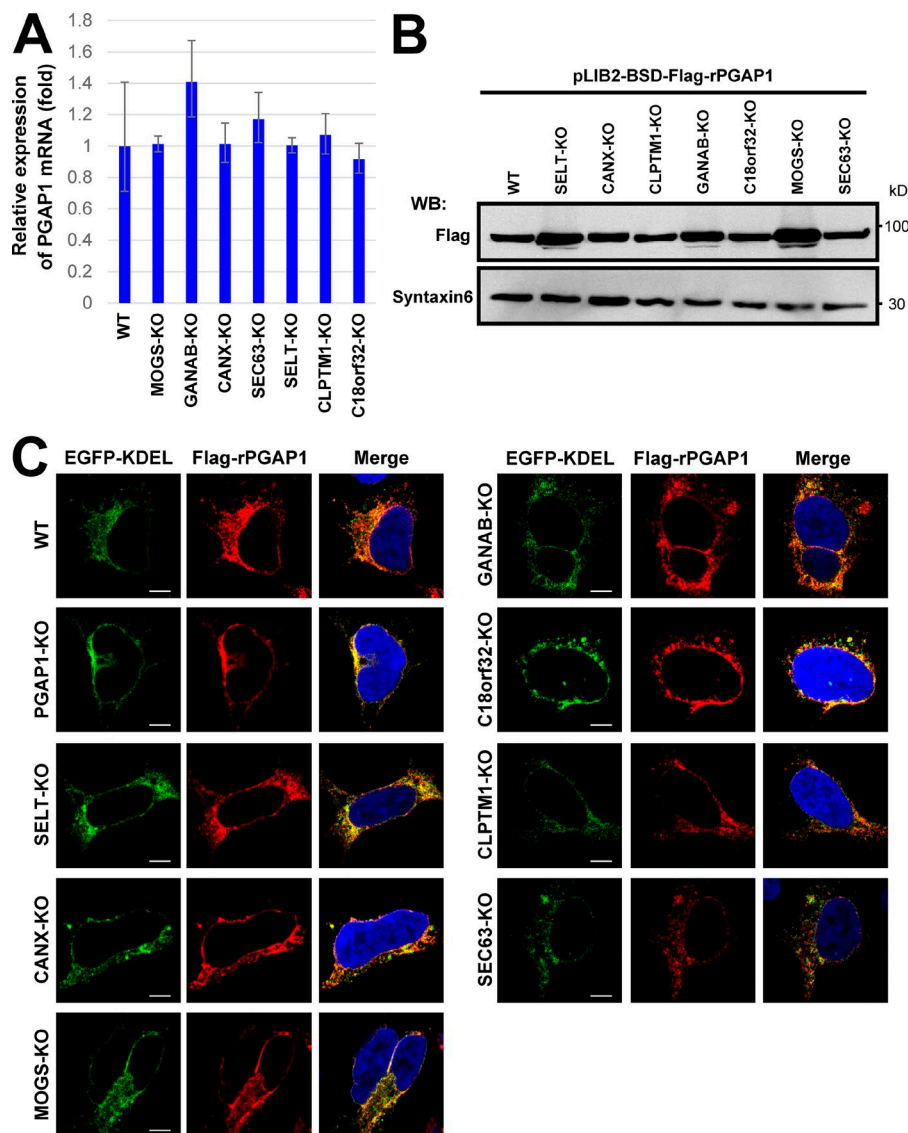 A
Relative expression
of PGAP1 mRNA (fold)
1.8
1.6
1.4
1.2
1
0.8
0.6
0.4
0.2
0
WT
MOGS-KO
GANAB-KO
CANX-KO
SEC63-KO
SELT-KO
CLPTM1-KO
C18orf32-KO
B
pLIB2-BSD-Flag-rPGAP1
WT
SELT-KO
CANX-KO
CLPTM1-KO
GANAB-KO
C18orf32-KO
MOGS-KO
SEC63-KO
kD
WB:
Flag
100
Syntaxin6
30
C
EGFP-KDEL Flag-rPGAP1 Merge
WT
PGAP1-KO
SELT-KO
CANX-KO
MOGS-KO
EGFP-KDEL Flag-rPGAP1 Merge
GANAB-KO
C18orf32-KO
CLPTM1-KO
SEC63-KO